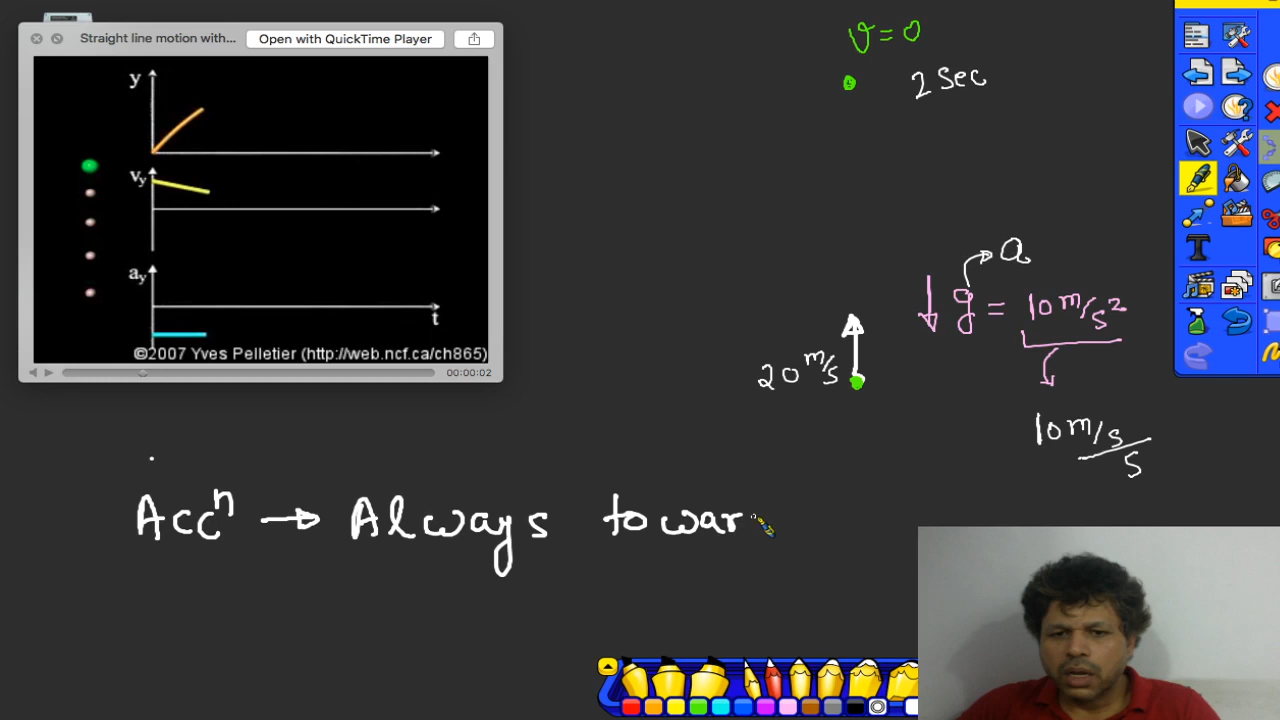 Straight line motion with...
Open with QuickTime Player
y
vy
ay
t
©2007 Yves Pelletier (http://web.ncf.ca/ch865)
00:00:02
v = 0
2 Sec
a
g = 10 m/s²
20 m/s
10 m/s/s
Accⁿ → Always towar
T